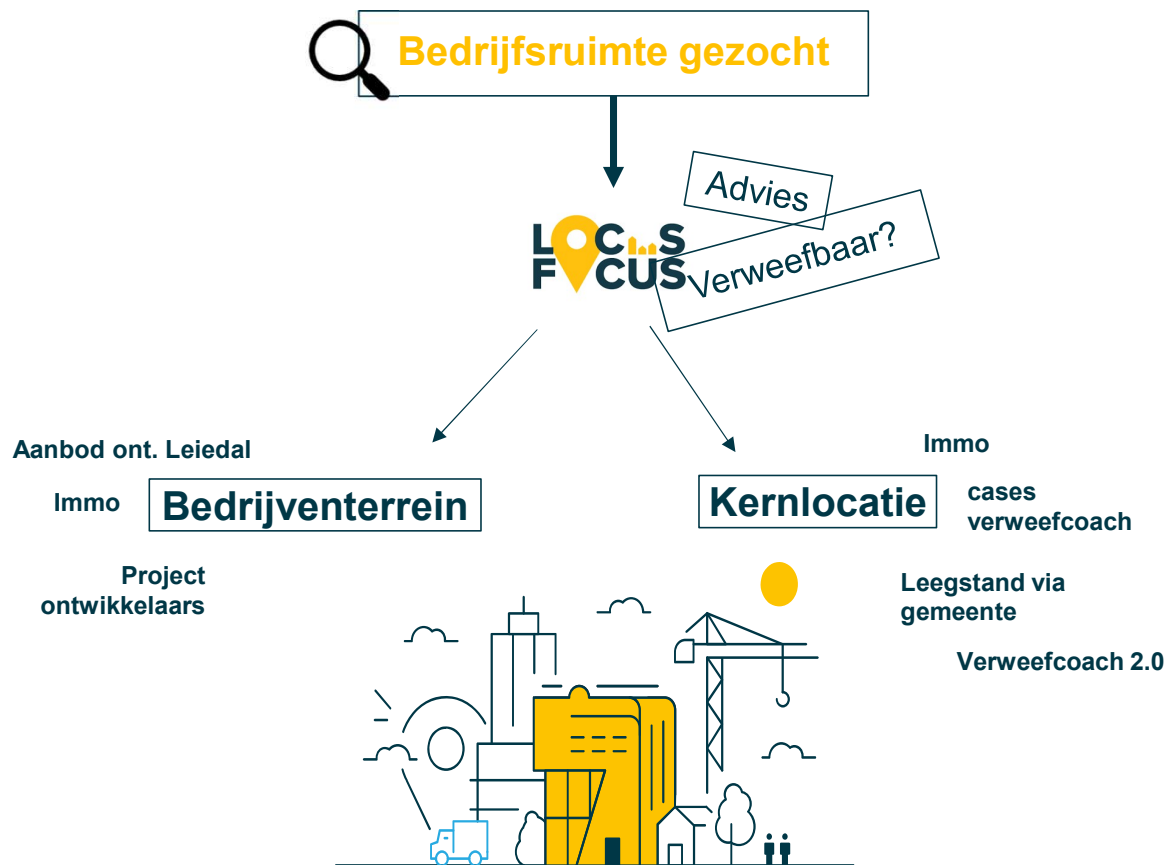 Bedrijfsruimte gezocht
Advies
Verweefbaar?
LOCUS
FOCUS
Aanbod ont. Leiedal
Immo
Bedrijventerrein
Project
ontwikkelaars
Immo
Kernlocatie
cases
verweefcoach
Leegstand via
gemeente
Verweefcoach 2.0